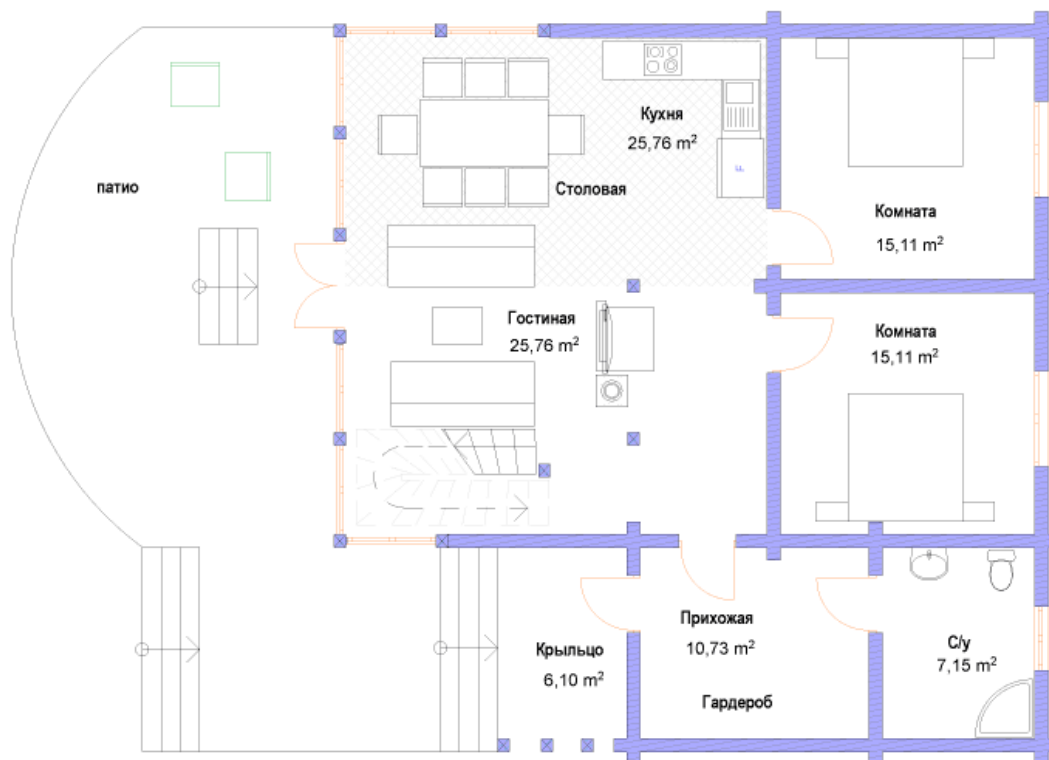 Кухня
25,76 m²
патио
Столовая
Комната
15,11 m²
Гостиная
25,76 m²
Комната
15,11 m²
Прихожая
10,73 m²
Гардероб
Крыльцо
6,10 m²
С/у
7,15 m²